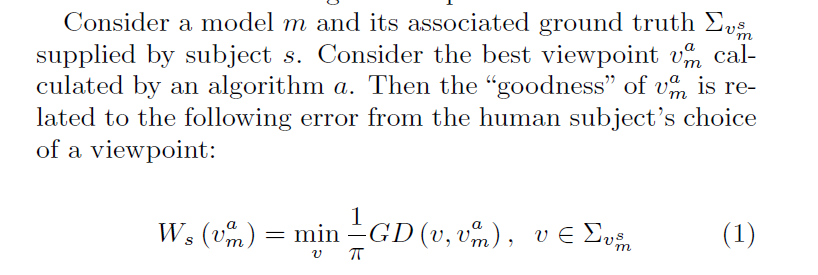 Consider a model m and its associated ground truth Σ_{v_m^s}
supplied by subject s. Consider the best viewpoint v_m^a cal-
culated by an algorithm a. Then the “goodness” of v_m^a is re-
lated to the following error from the human subject’s choice
of a viewpoint:
W_s (v_m^a) = min_v \frac{1}{π} GD (v, v_m^a) , v ∈ Σ_{v_m^s} (1)